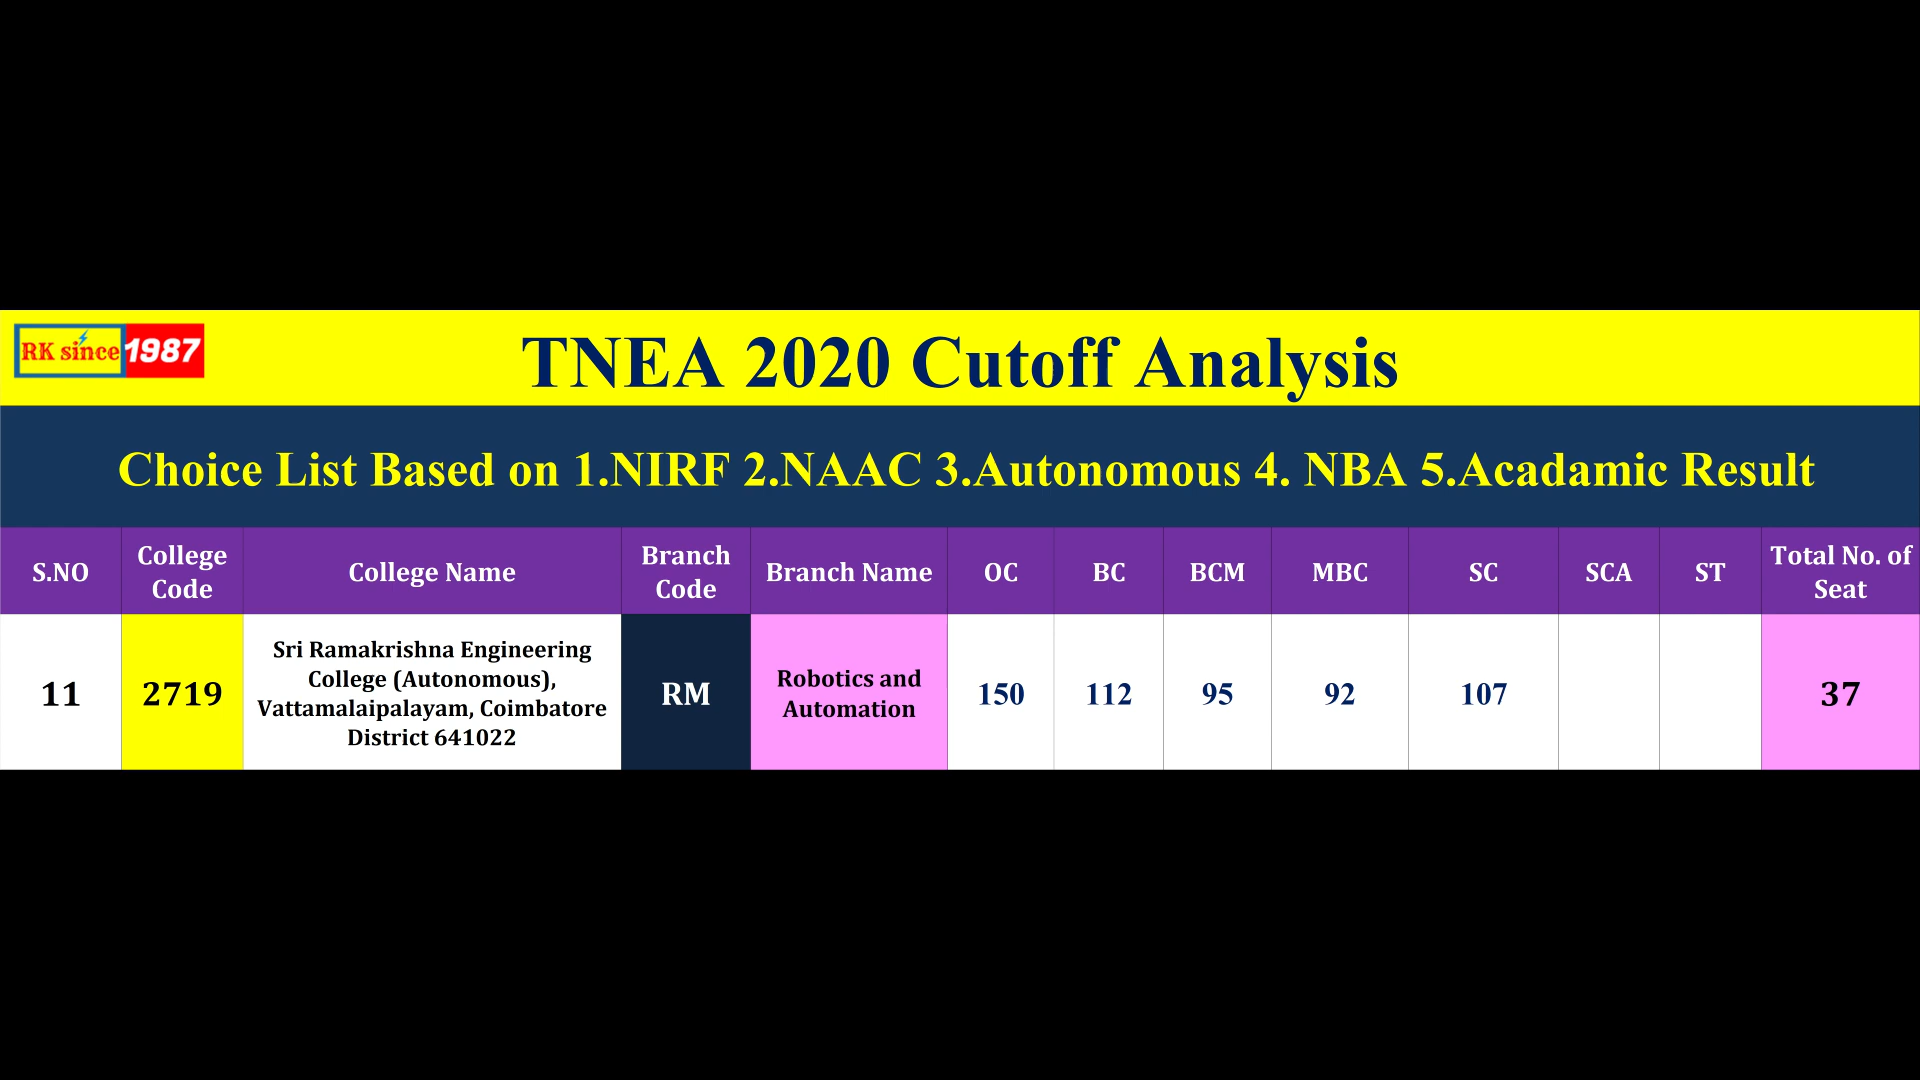 RK since 1987
TNEA 2020 Cutoff Analysis
Choice List Based on 1.NIRF 2.NAAC 3.Autonomous 4. NBA 5.Acadamic Result
S.NO
College
Code
College Name
Branch
Code
Branch Name
OC
BC
BCM
MBC
SC
SCA
ST
Total No. of
Seat
11
2719
Sri Ramakrishna Engineering
College (Autonomous),
Vattamalaipalayam, Coimbatore
District 641022
RM
Robotics and
Automation
150
112
95
92
107
37